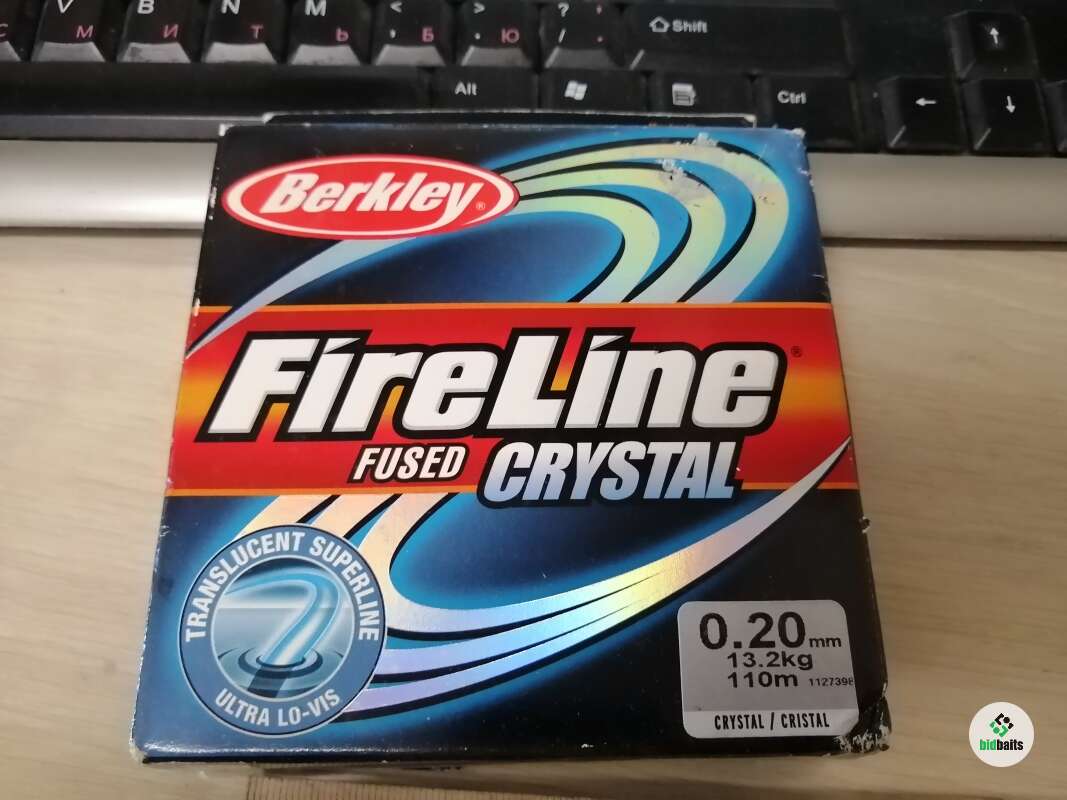 V B N M < > ? ,
С М И Т Ь , Б . Ю / .
Shift
Alt
Ctrl
Berkley®
FireLine®
FUSED CRYSTAL
TRANSLUCENT SUPERLINE
ULTRA LO-VIS
0.20mm
13.2kg
110m 1127398
CRYSTAL / CRISTAL
bidbaits